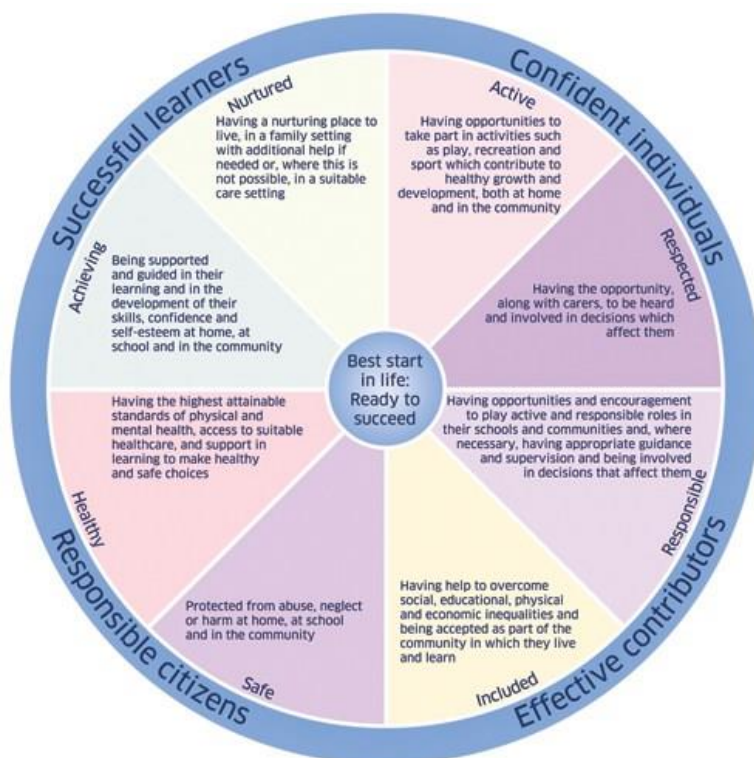 Successful learners
Confident individuals
Nurtured
Having a nurturing place to
live, in a family setting
with additional help if
needed or, where this is
not possible, in a suitable
care setting
Active
Having opportunities to
take part in activities such
as play, recreation and
sport which contribute to
healthy growth and
development, both at home
and in the community
Achieving
Being supported
and guided in their
learning and in the
development of their
skills, confidence and
self-esteem at home, at
school and in the community
Respected
Having the opportunity,
along with carers, to be heard
and involved in decisions which
affect them
Best start
in life:
Ready to
succeed
Having the highest attainable
standards of physical and
mental health, access to suitable
healthcare, and support in
learning to make healthy
and safe choices
Healthy
Having opportunities and encouragement
to play active and responsible roles in
their schools and communities and, where
necessary, having appropriate guidance
and supervision and being involved
in decisions that affect them
Responsible
Protected from abuse, neglect
or harm at home, at school
and in the community
Safe
Having help to overcome
social, educational, physical
and economic inequalities and
being accepted as part of the
community in which they live
and learn
Included
Responsible citizens
Effective contributors